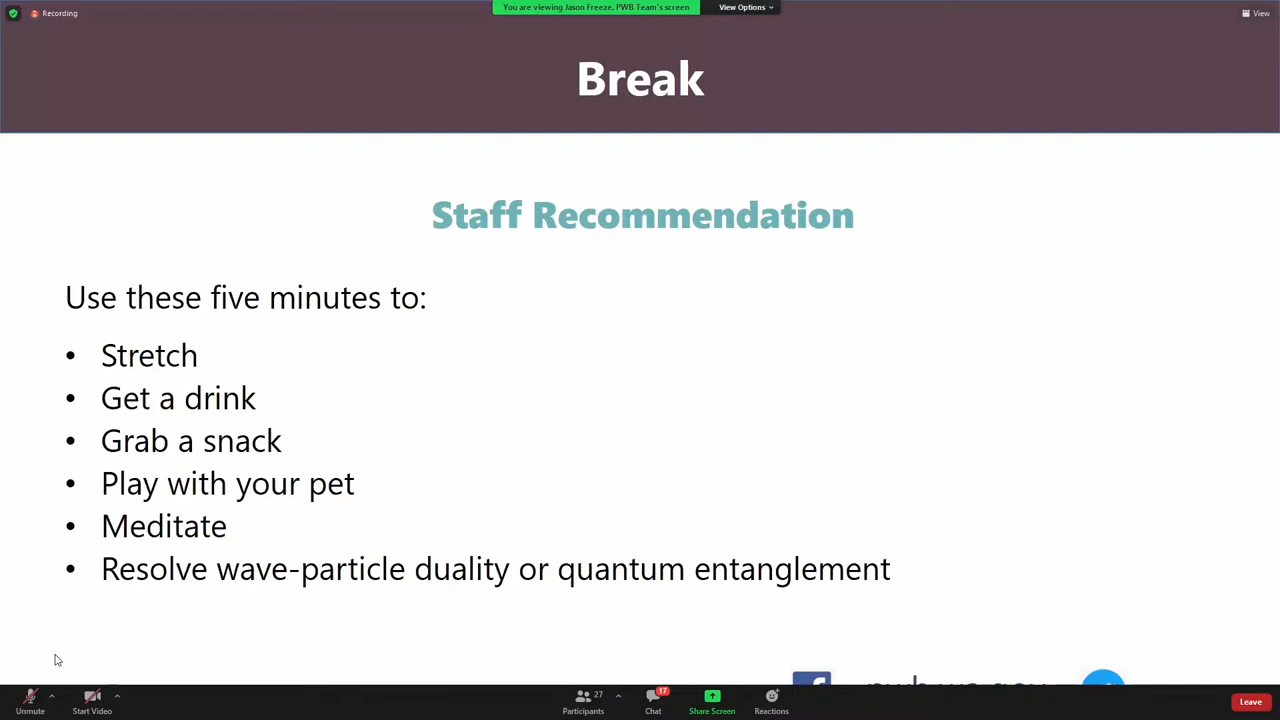 Recording
You are viewing Jason Freeze, PWB Team's screen
View Options
View
Break
Staff Recommendation
Use these five minutes to:
• Stretch
• Get a drink
• Grab a snack
• Play with your pet
• Meditate
• Resolve wave-particle duality or quantum entanglement
Unmute
Start Video
27
Participants
17
Chat
Share Screen
Reactions
Leave